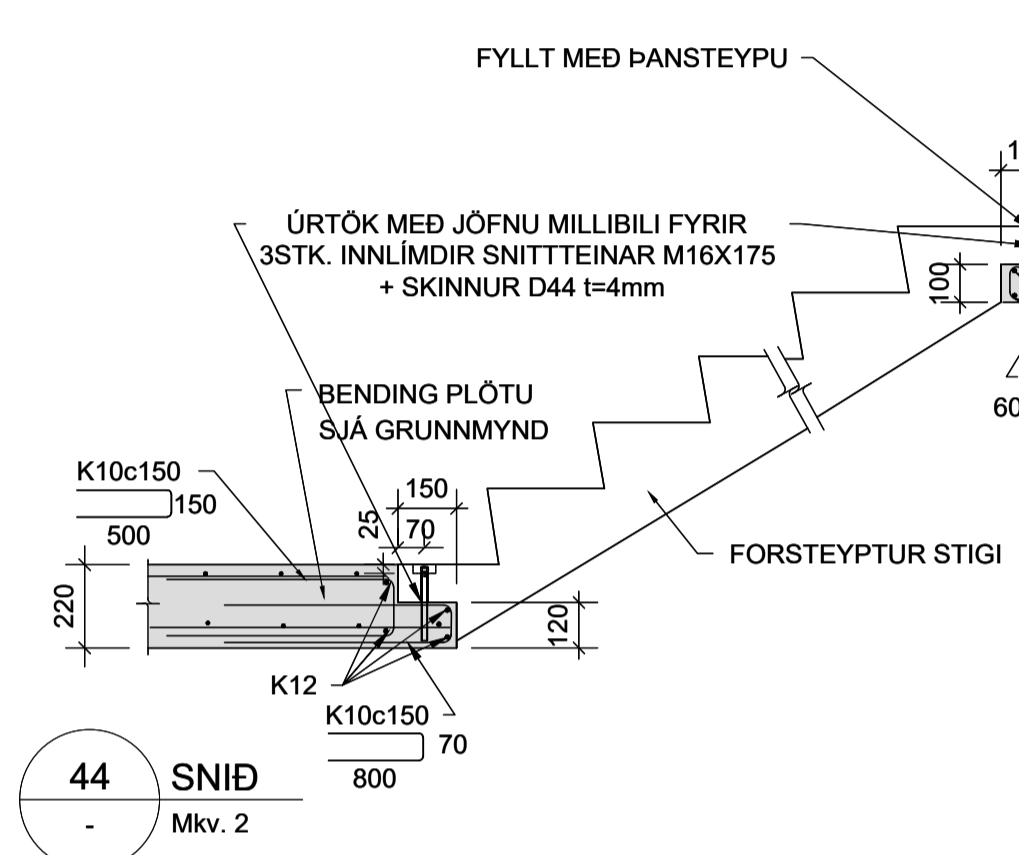 FYLLT MEÐ ÞANSTEYPU
ÚRTÖK MEÐ JÖFNU MILLIBILI FYRIR
3STK. INNLÍMDIR SNITTTEINAR M16X175
+ SKINNUR D44 t=4mm
100
BENDING PLÖTU
SJÁ GRUNNMYND
60
K10c150
150
500
150
25
70
FORSTEYPTUR STIGI
220
120
K12
K10c150
70
800
44
-
SNIÐ
Mkv. 2